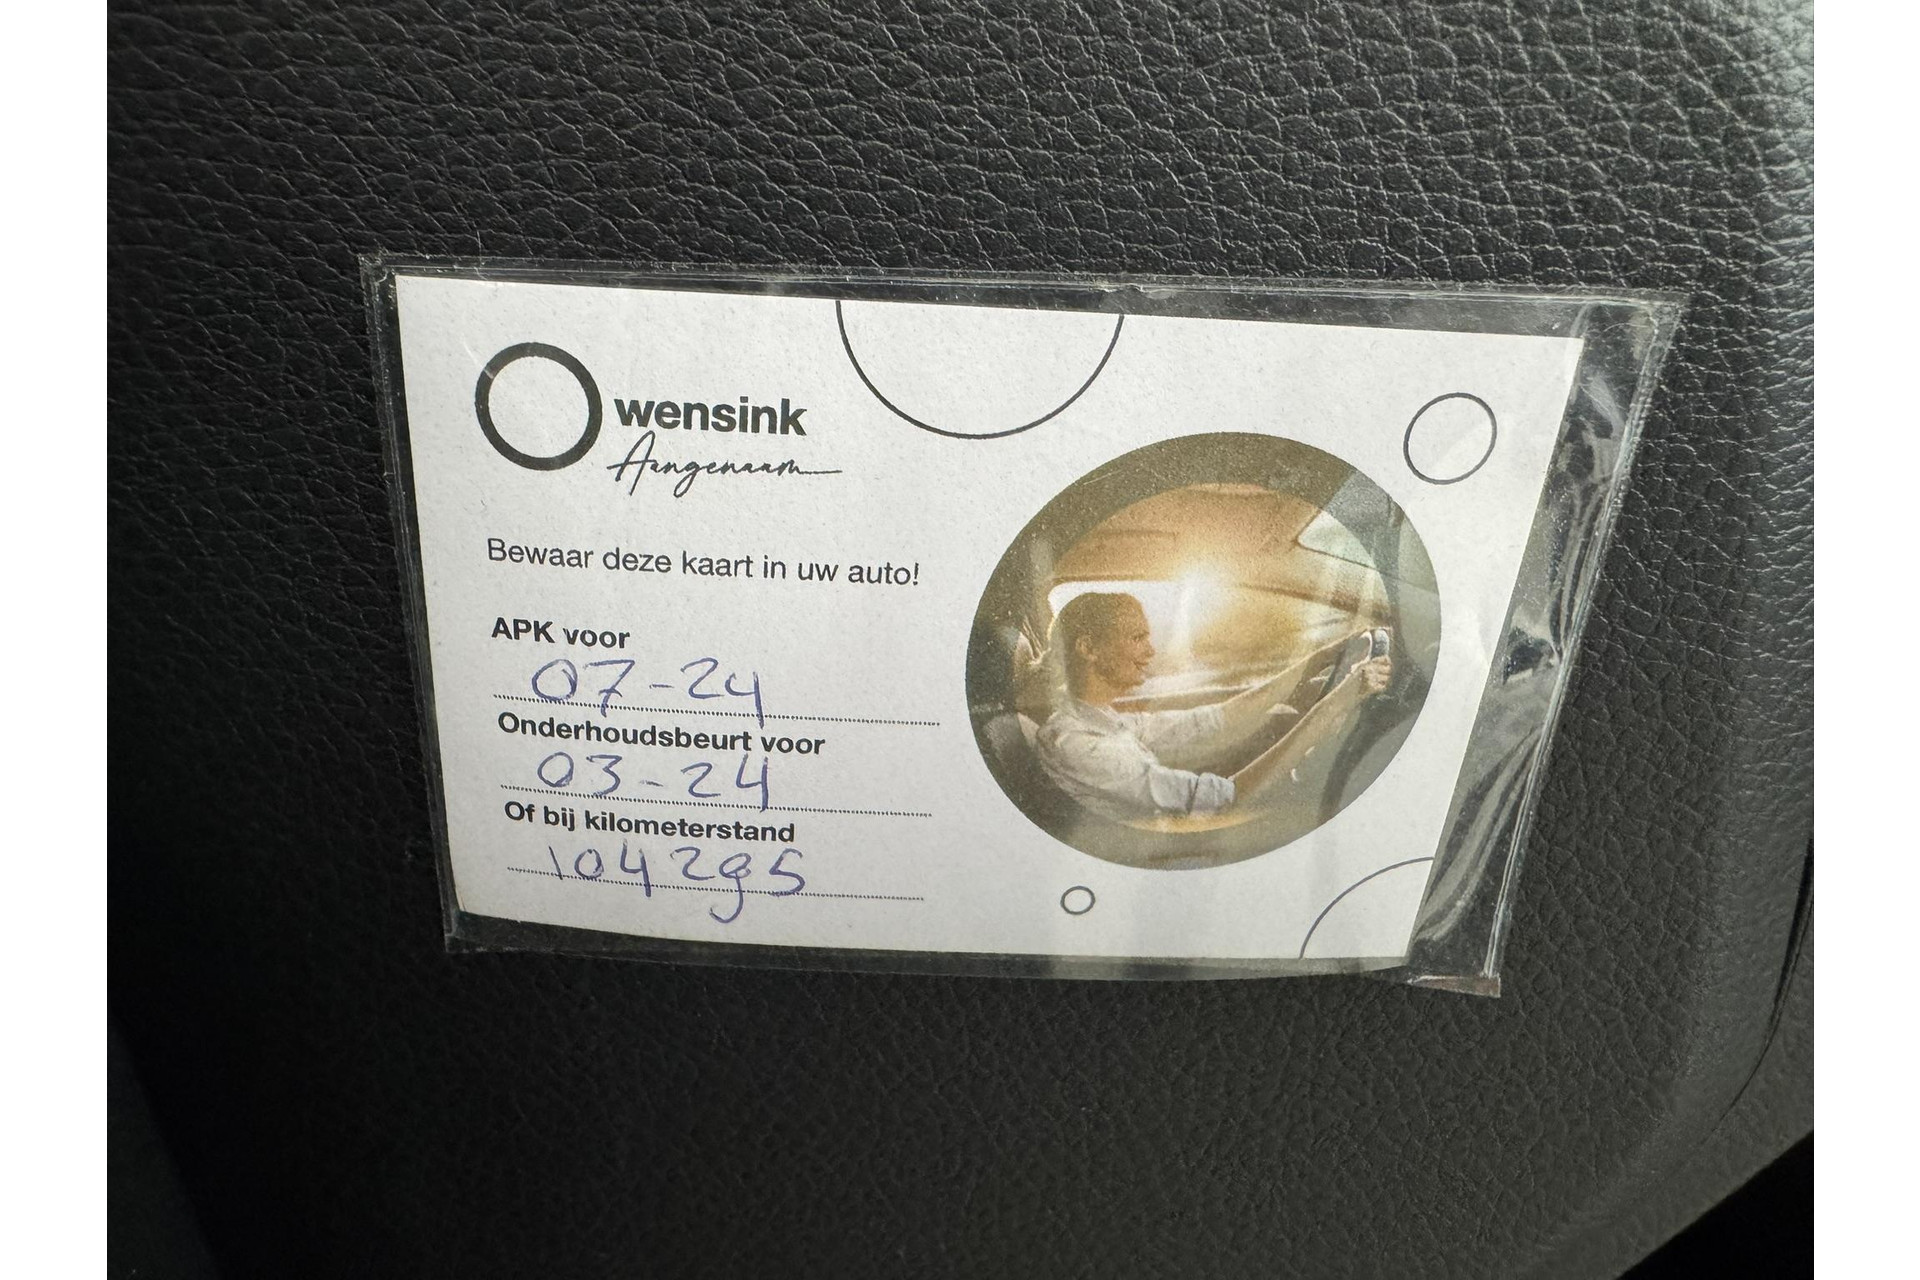 wensink
Aangenaam
Bewaar deze kaart in uw auto!
APK voor
07-24
Onderhoudsbeurt voor
03-24
Of bij kilometerstand
104295